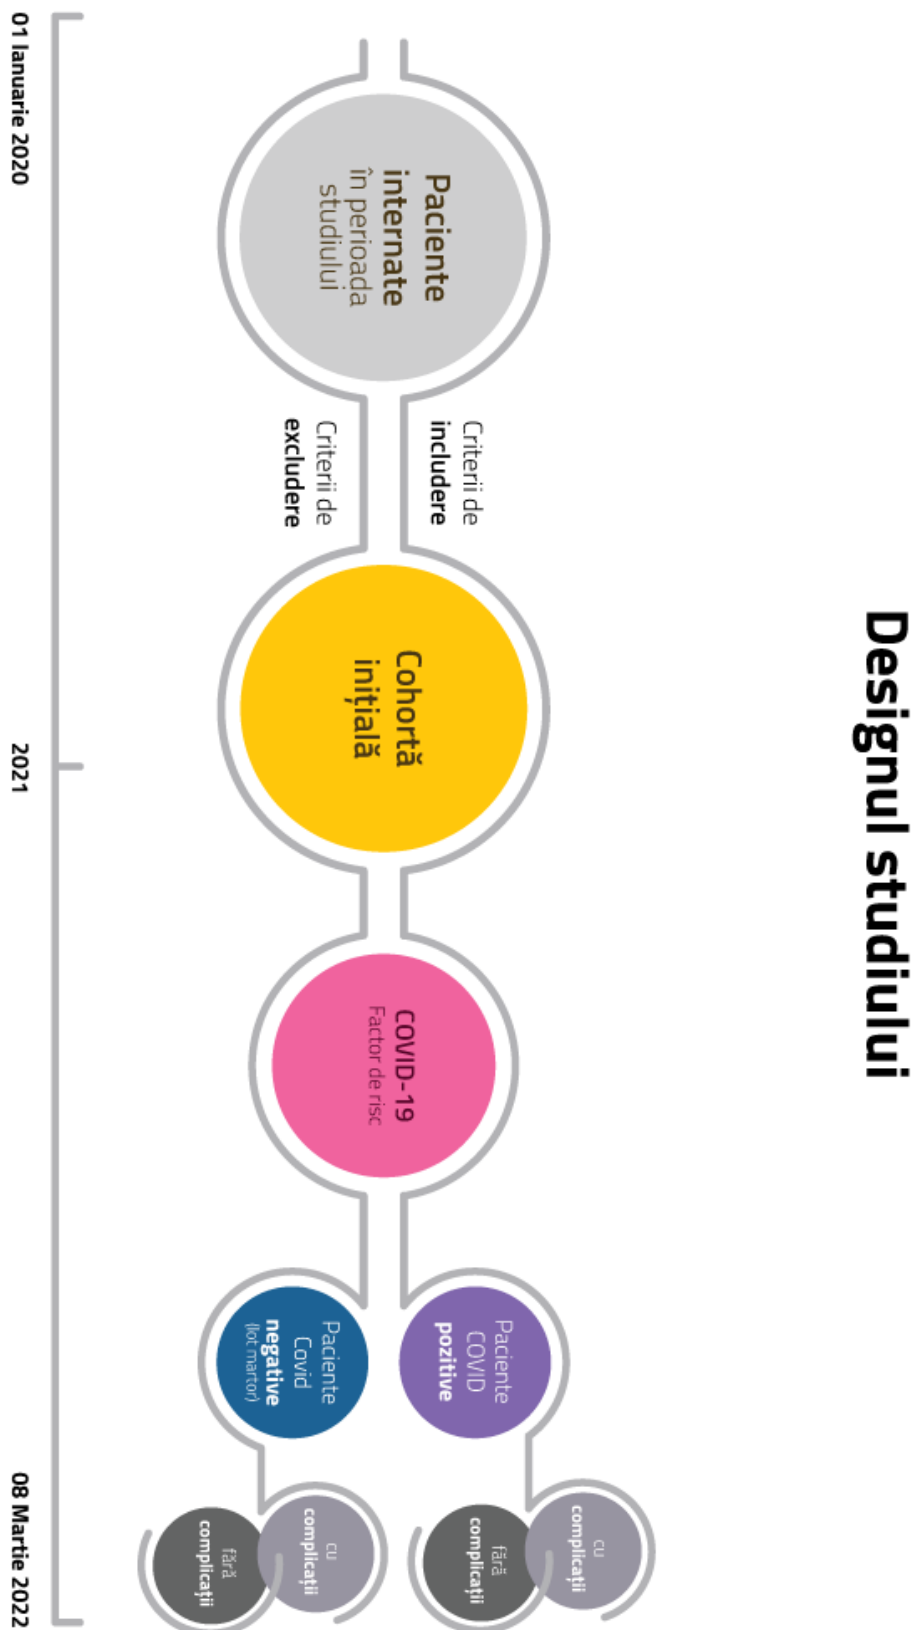 Designul studiului
Paciente
internate
în perioada
studiului
Criterii de
includere
Criterii de
excludere
Cohortă
inițială
COVID-19
Factor de risc
Paciente
COVID
pozitive
cu
complicații
fără
complicații
Paciente
Covid
negative
(lot martor)
cu
complicații
fără
complicații
01 Ianuarie 2020
2021
08 Martie 2022